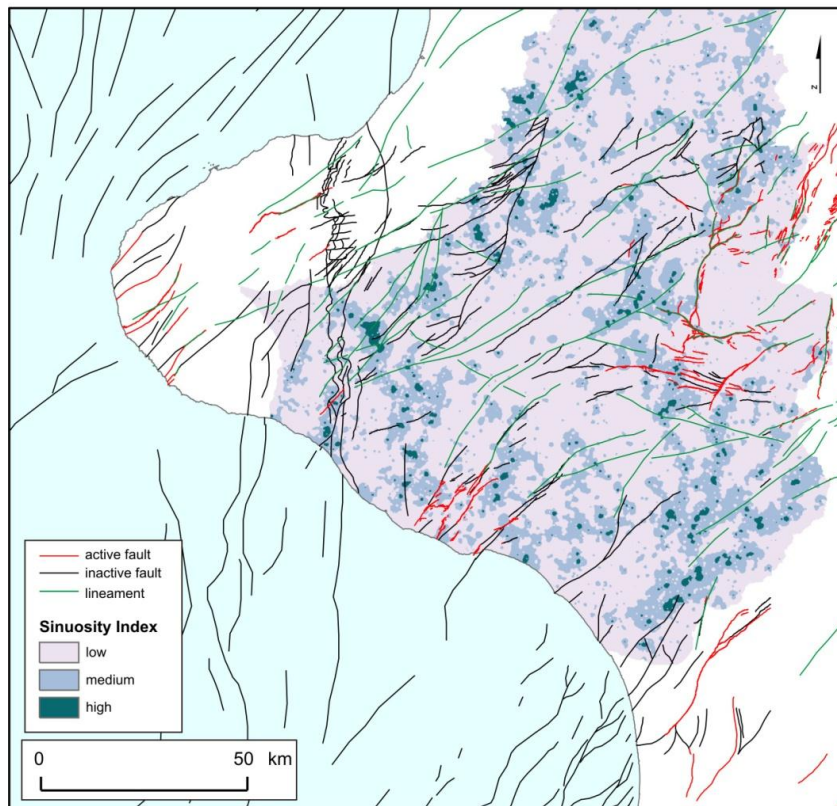 z
active fault
inactive fault
lineament
Sinuosity Index
low
medium
high
0 50 km